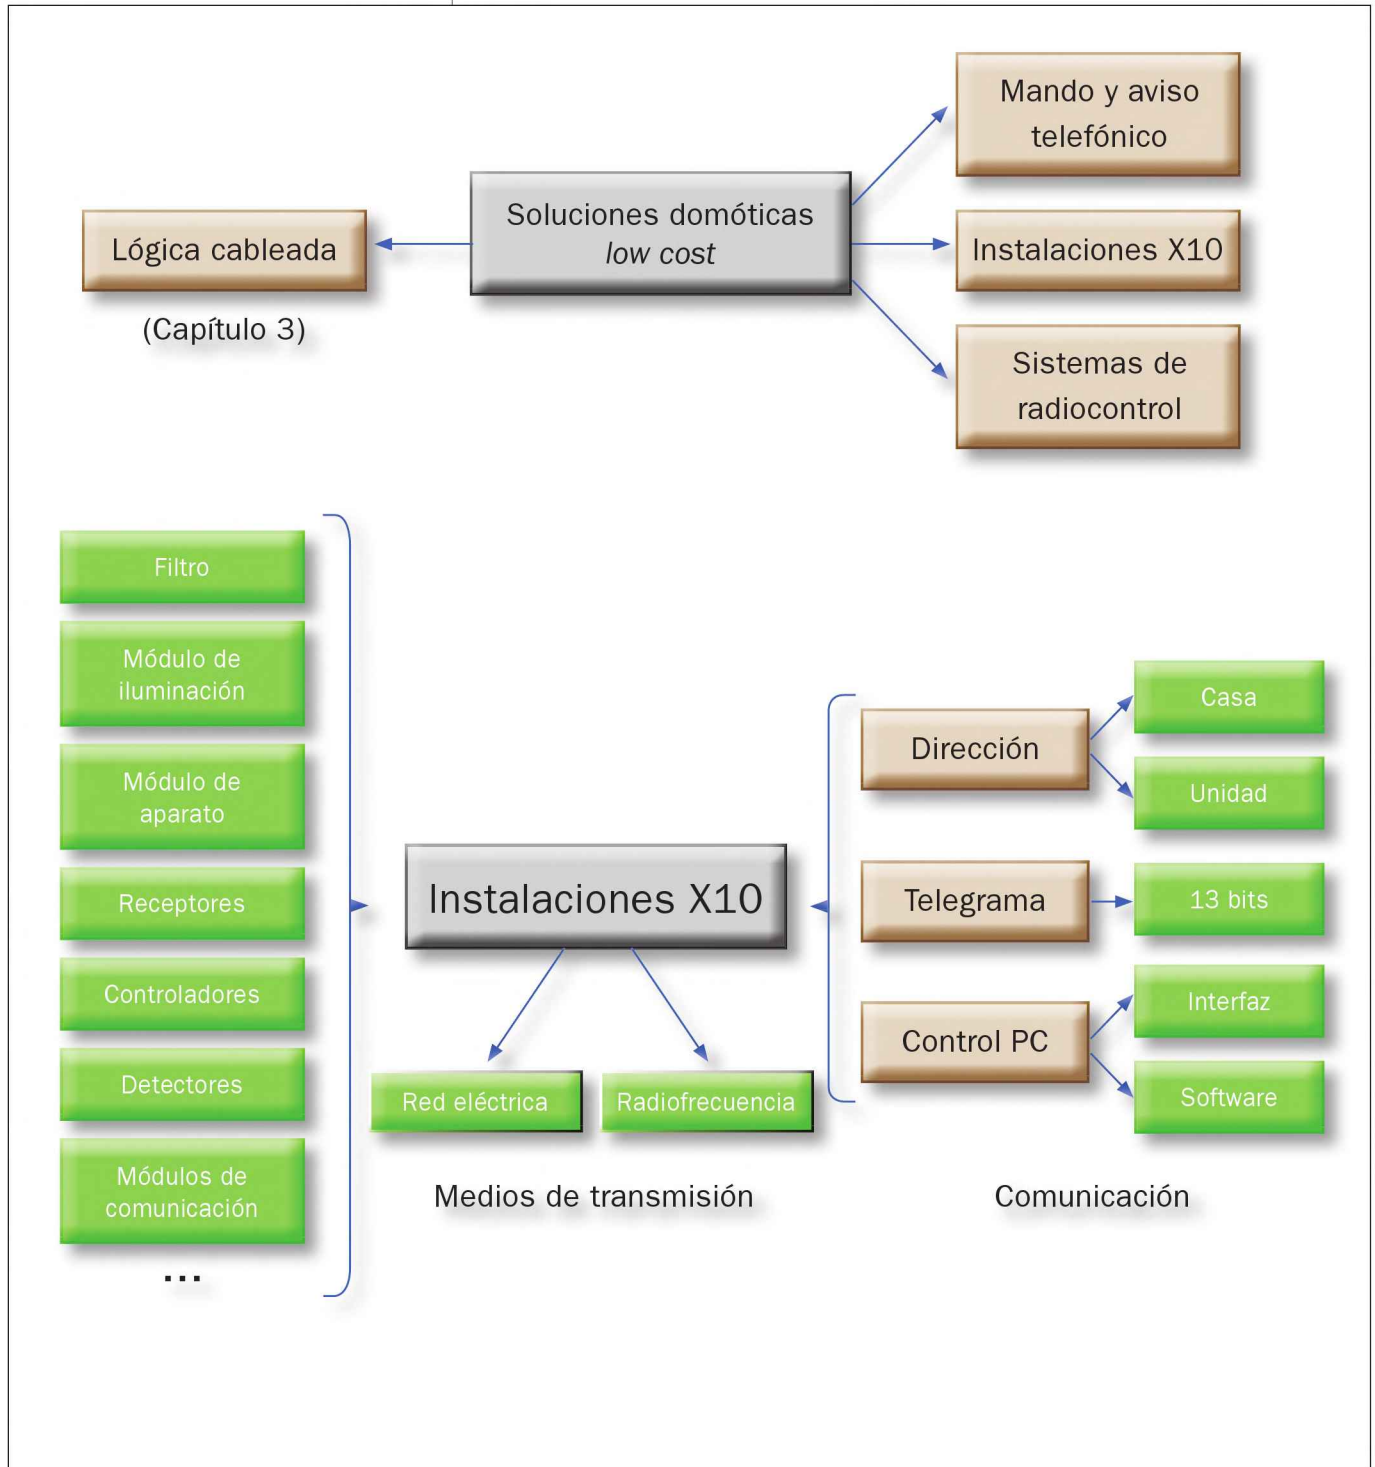 Mando y aviso
telefónico
Soluciones domóticas
low cost
Lógica cableada
(Capítulo 3)
Instalaciones X10
Sistemas de
radiocontrol
Filtro
Módulo de
iluminación
Módulo de
aparato
Receptores
Controladores
Detectores
Módulos de
comunicación
...
Instalaciones X10
Red eléctrica
Radiofrecuencia
Medios de transmisión
Dirección
Casa
Unidad
Telegrama
13 bits
Control PC
Interfaz
Software
Comunicación